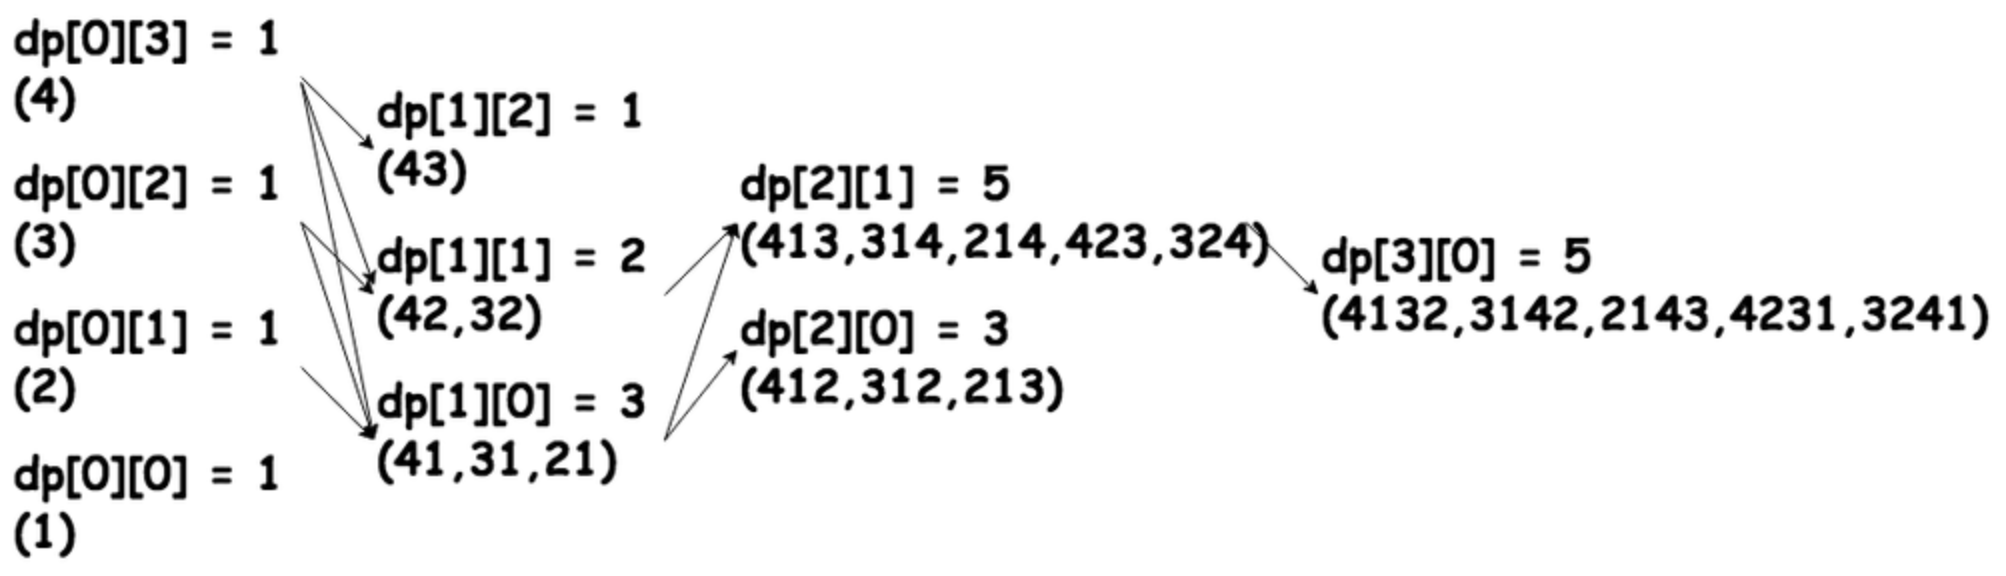 dp[0][3] = 1
(4)
dp[0][2] = 1
(3)
dp[0][1] = 1
(2)
dp[0][0] = 1
(1)
dp[1][2] = 1
(43)
dp[1][1] = 2
(42,32)
dp[1][0] = 3
(41,31,21)
dp[2][1] = 5
(413,314,214,423,324)
dp[2][0] = 3
(412,312,213)
dp[3][0] = 5
(4132,3142,2143,4231,3241)